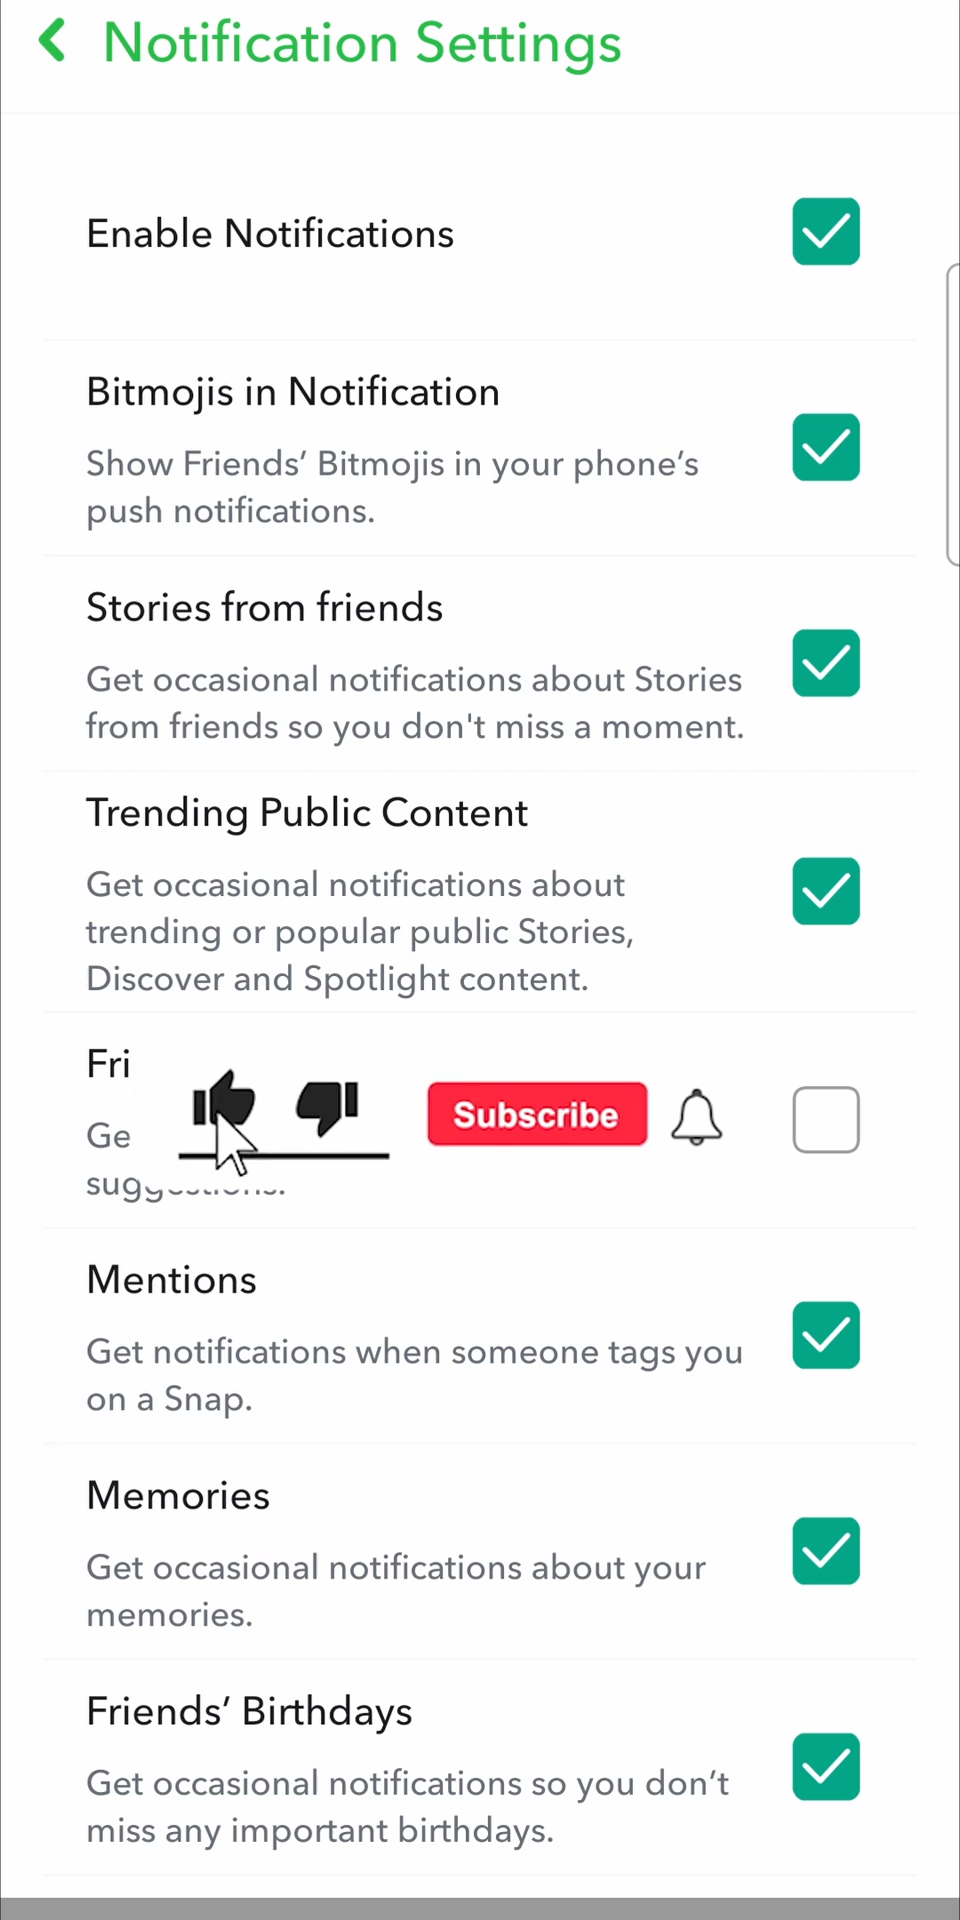 Notification Settings
Enable Notifications
Bitmojis in Notification
Show Friends’ Bitmojis in your phone’s
push notifications.
Stories from friends
Get occasional notifications about Stories
from friends so you don't miss a moment.
Trending Public Content
Get occasional notifications about
trending or popular public Stories,
Discover and Spotlight content.
Fri
Ge
suggestions.
Subscribe
Mentions
Get notifications when someone tags you
on a Snap.
Memories
Get occasional notifications about your
memories.
Friends’ Birthdays
Get occasional notifications so you don’t
miss any important birthdays.